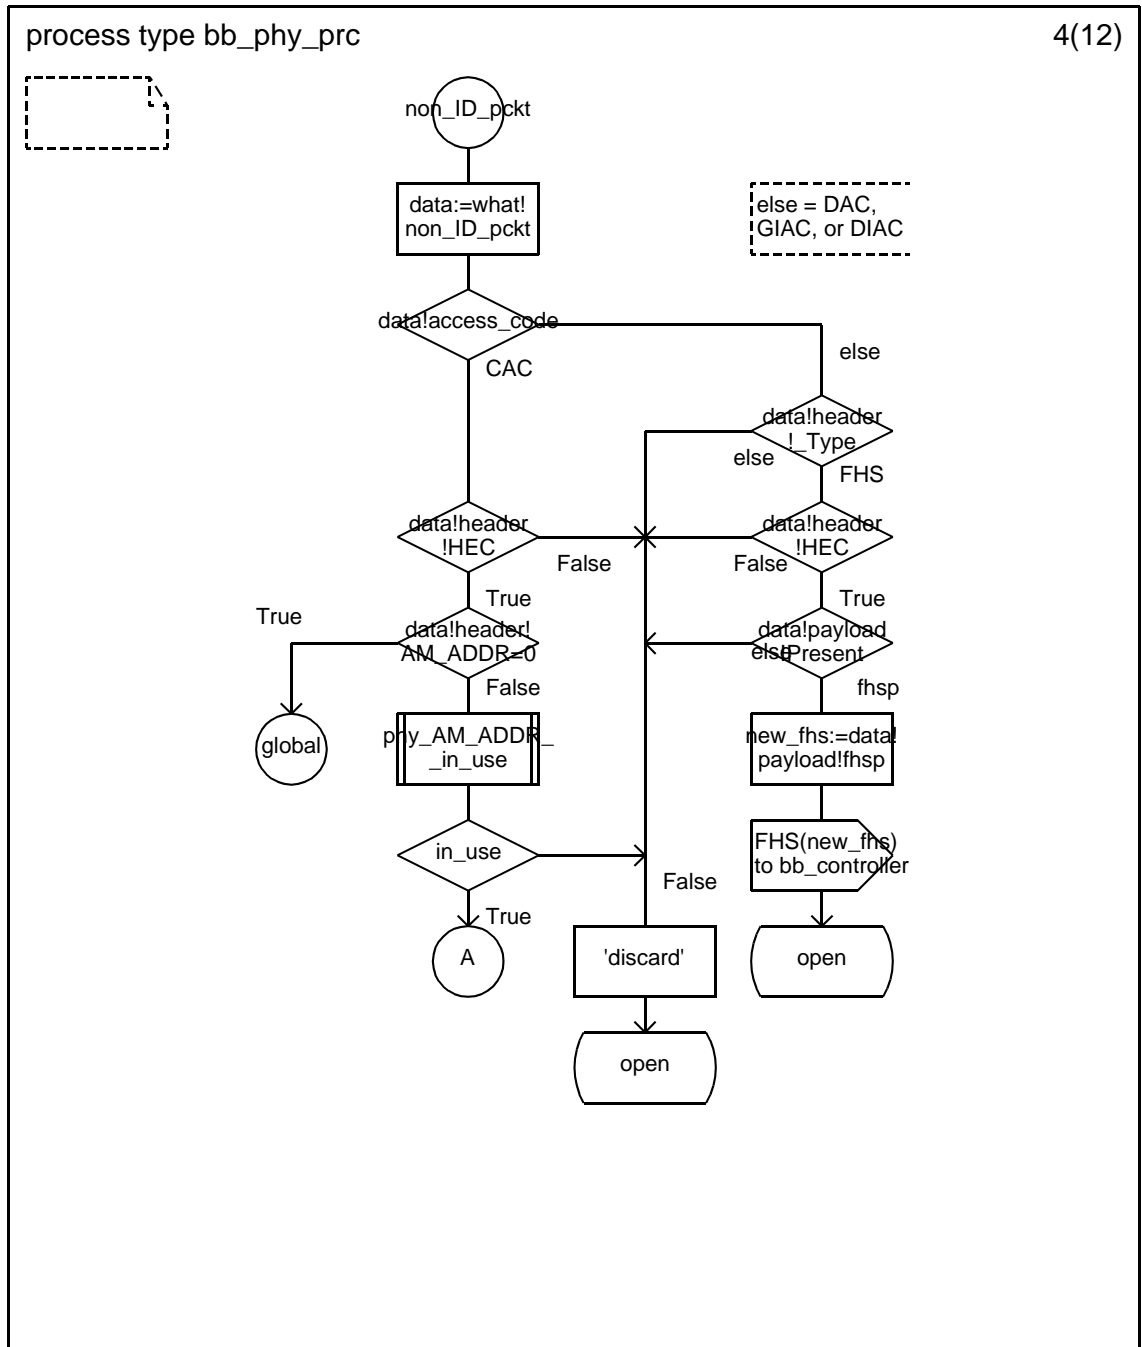 process type bb_phy_prc
4(12)
non_ID_pckt
data:=what!
non_ID_pckt
else = DAC,
GIAC, or DIAC
data!access_code
else
CAC
data!header
!_Type
else
FHS
data!header
!HEC
False
data!header
!HEC
False
True
True
True
data!header!
AM_ADDR=0
data!payload
!Present
else
False
fhsp
global
phy_AM_ADDR_
_in_use
new_fhs:=data!
payload!fhsp
in_use
FHS(new_fhs)
to bb_controller
False
True
A
'discard'
open
open